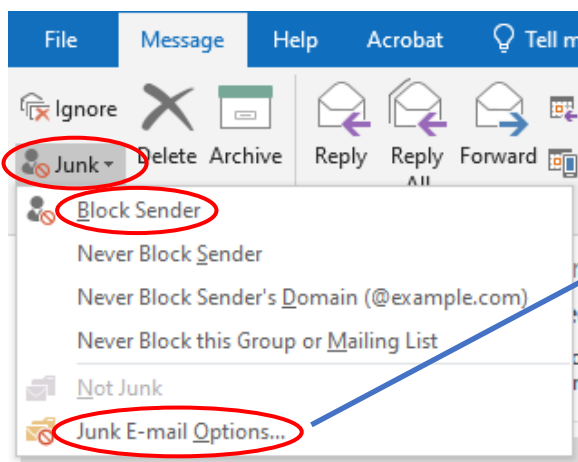 File Message Help Acrobat Tell m
Ignore
Junk Delete Archive Reply Reply All Forward
Block Sender
Never Block Sender
Never Block Sender's Domain (@example.com)
Never Block this Group or Mailing List
Not Junk
Junk E-mail Options...